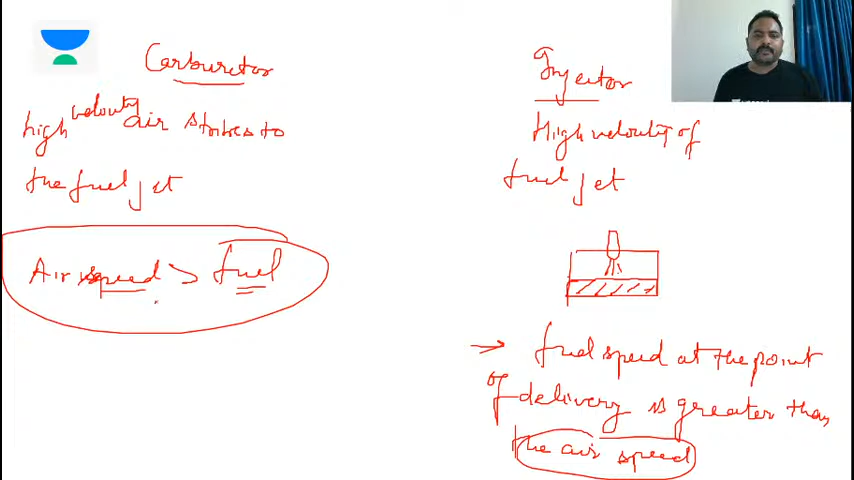 Carburetor
high velocity air strikes to
the fuel jet
Air speed > fuel
Injector
High velocity of
fuel jet
→ fuel speed at the point
of delivery is greater than
the air speed